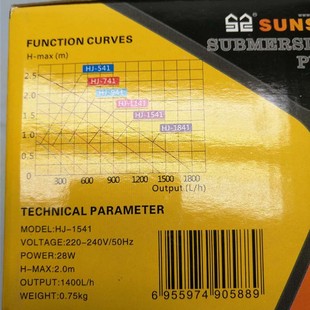 FUNCTION CURVES
H-max (m)
2.5
2.0
1.5
1.0
0.5
HJ-541
HJ-741
HJ-941
HJ-1141
HJ-1541
HJ-1841
300 600 900 1200 1500 1800
Output(L/h)
TECHNICAL PARAMETER
MODEL:HJ-1541
VOLTAGE:220-240V/50Hz
POWER:28W
H-MAX:2.0m
OUTPUT:1400L/h
WEIGHT:0.75kg
SUNS
SUBMERSI
P
6 955974 905889